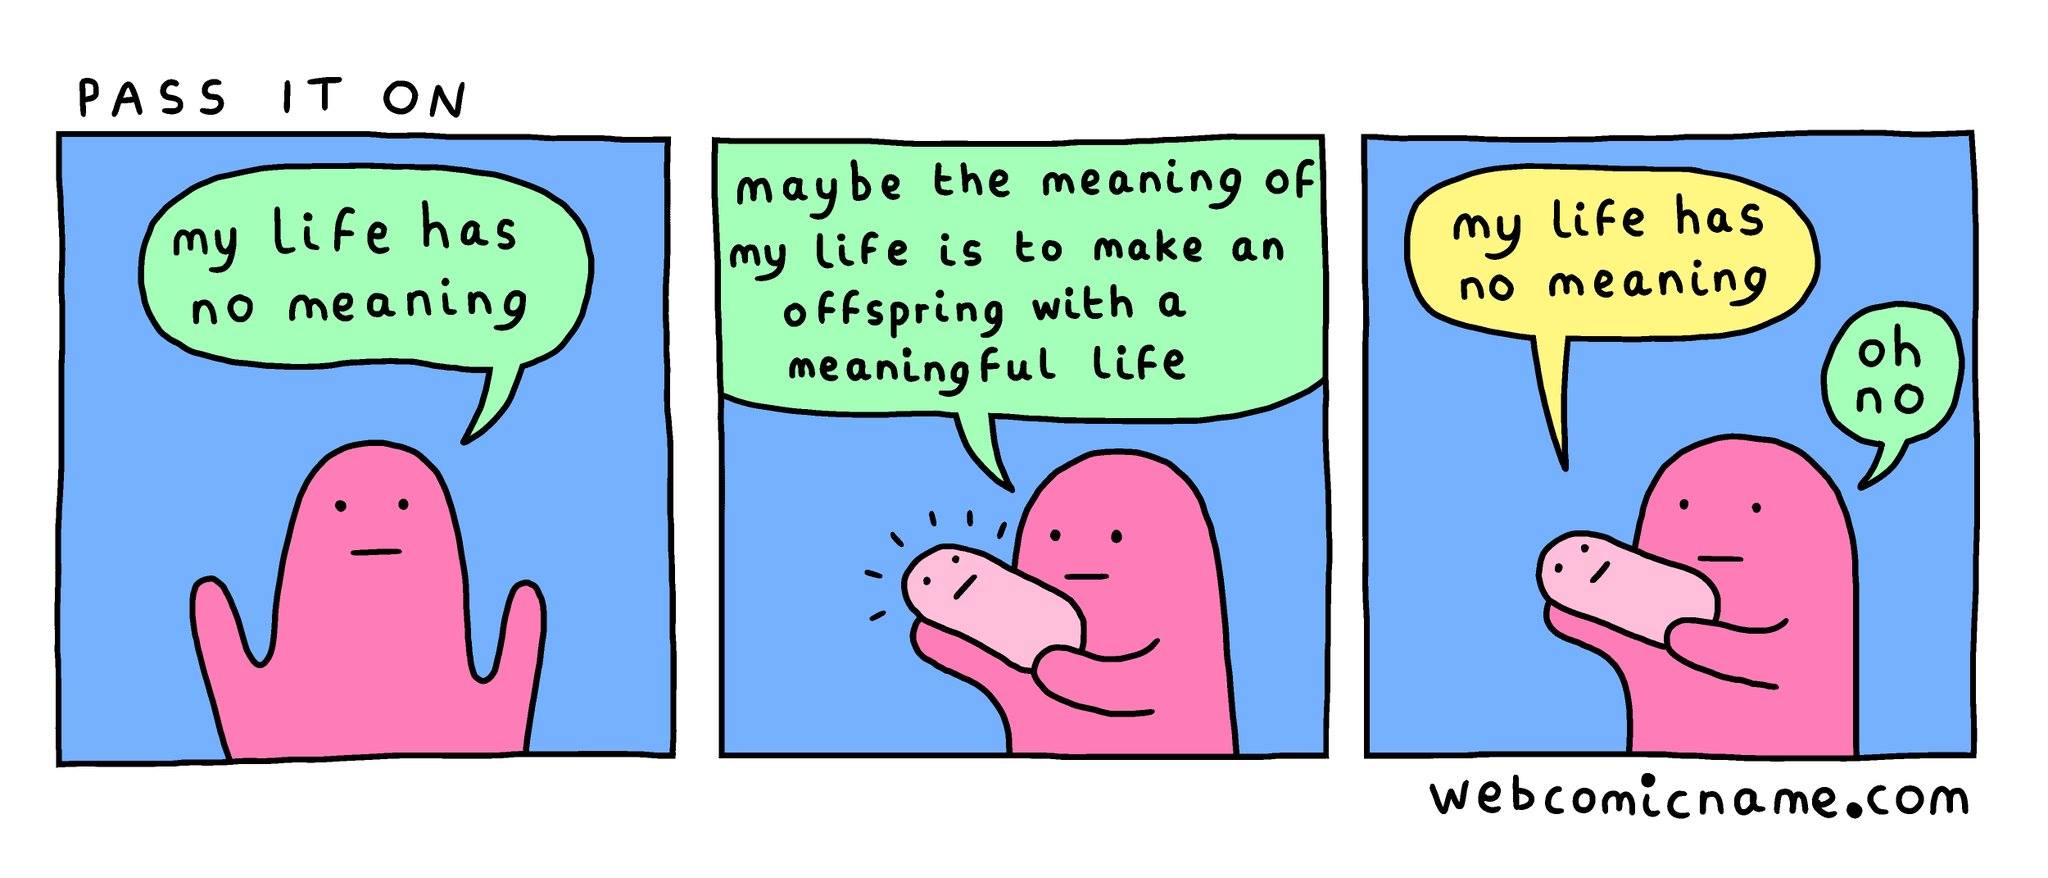 PASS IT ON
my life has
no meaning
maybe the meaning of
my life is to make an
offspring with a
meaningful life
my life has
no meaning
oh
no
webcomicname.com